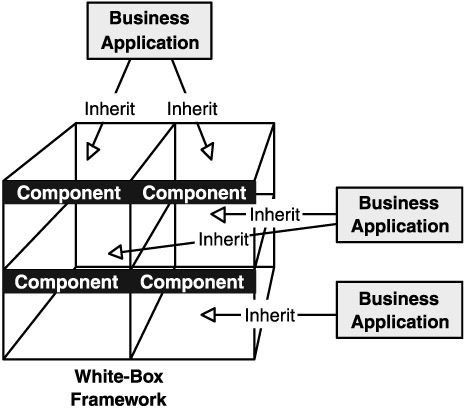 Business
Application
Inherit Inherit
Component Component
Business
Application
Inherit
Inherit
Component Component
Business
Application
Inherit
White-Box
Framework